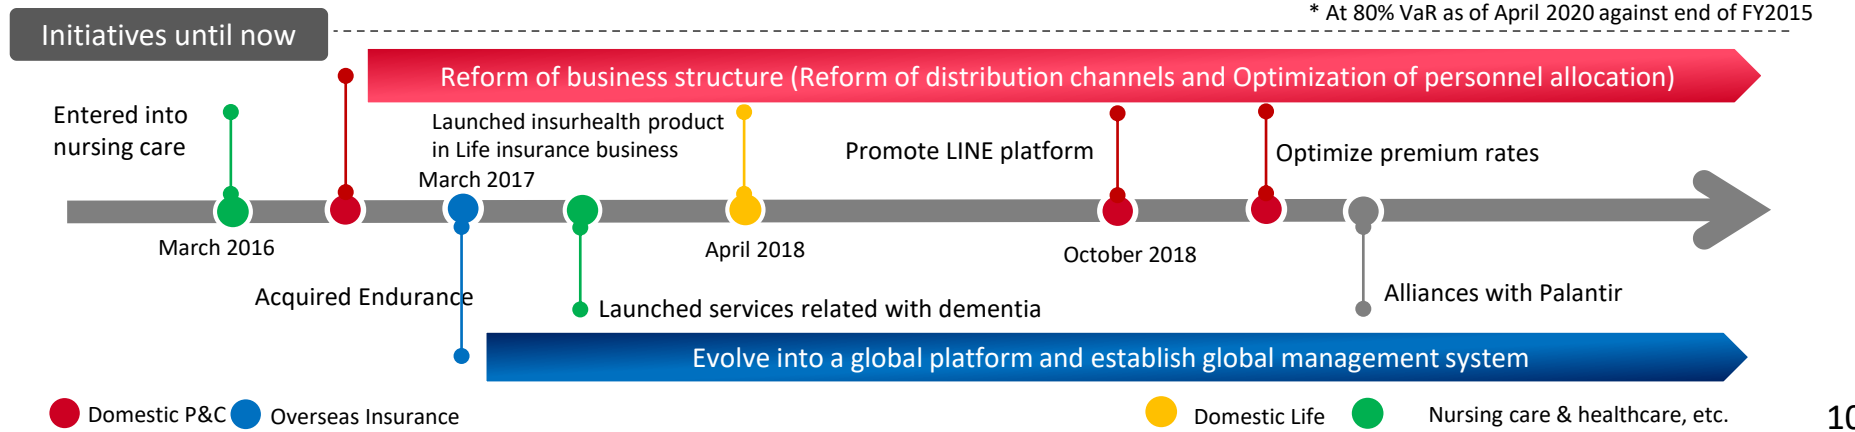 * At 80% VaR as of April 2020 against end of FY2015
Initiatives until now
Reform of business structure (Reform of distribution channels and Optimization of personnel allocation)
Entered into
nursing care
Launched insurhealth product
in Life insurance business
Promote LINE platform
Optimize premium rates
March 2017
March 2016
April 2018
October 2018
Acquired Endurance
Launched services related with dementia
Alliances with Palantir
Evolve into a global platform and establish global management system
Domestic P&C
Overseas Insurance
Domestic Life
Nursing care & healthcare, etc.
10